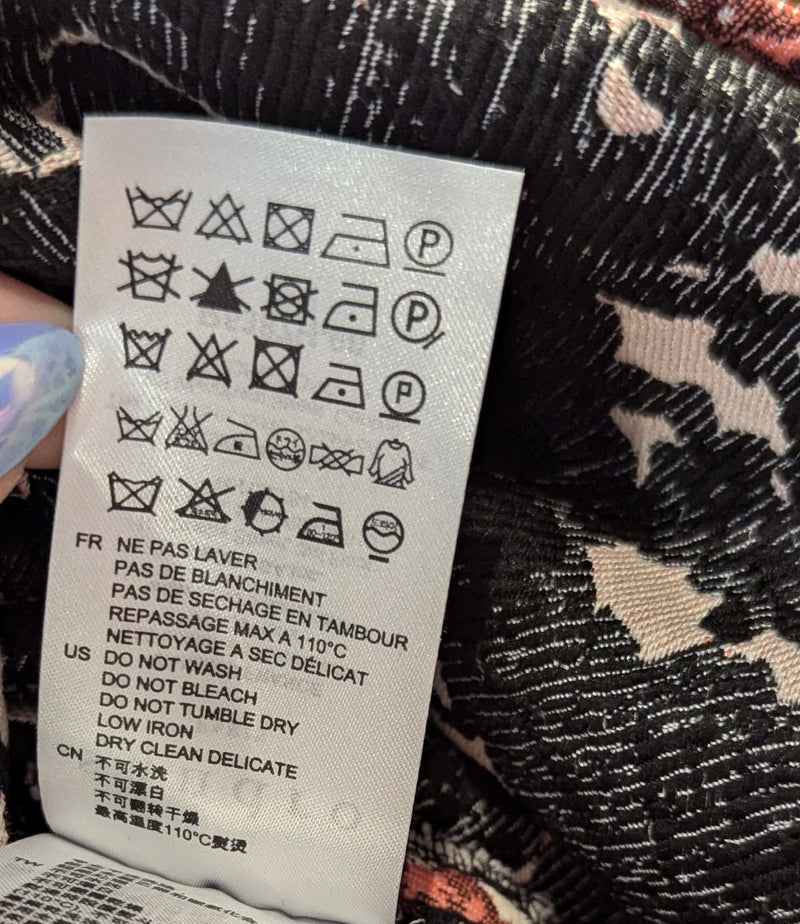 P
P
P
FR NE PAS LAVER
PAS DE BLANCHIMENT
PAS DE SECHAGE EN TAMBOUR
REPASSAGE MAX A 110°C
NETTOYAGE A SEC DÉLICAT
US DO NOT WASH
DO NOT BLEACH
DO NOT TUMBLE DRY
LOW IRON
DRY CLEAN DELICATE
CN 不可水洗
不可漂白
不可翻转干燥
最高温度110°C熨烫
TW